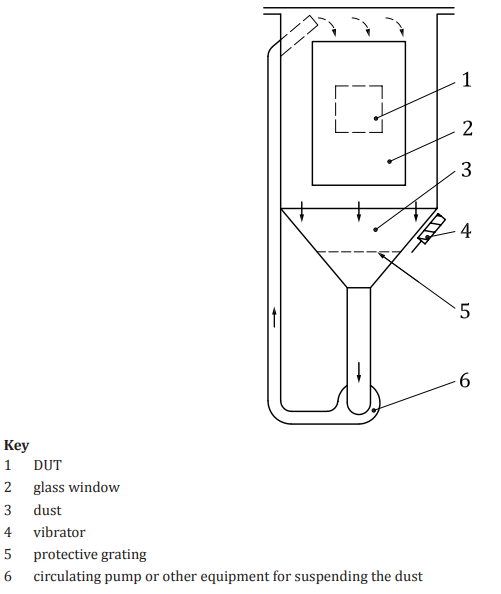 1
2
3
4
5
6
Key
1 DUT
2 glass window
3 dust
4 vibrator
5 protective grating
6 circulating pump or other equipment for suspending the dust